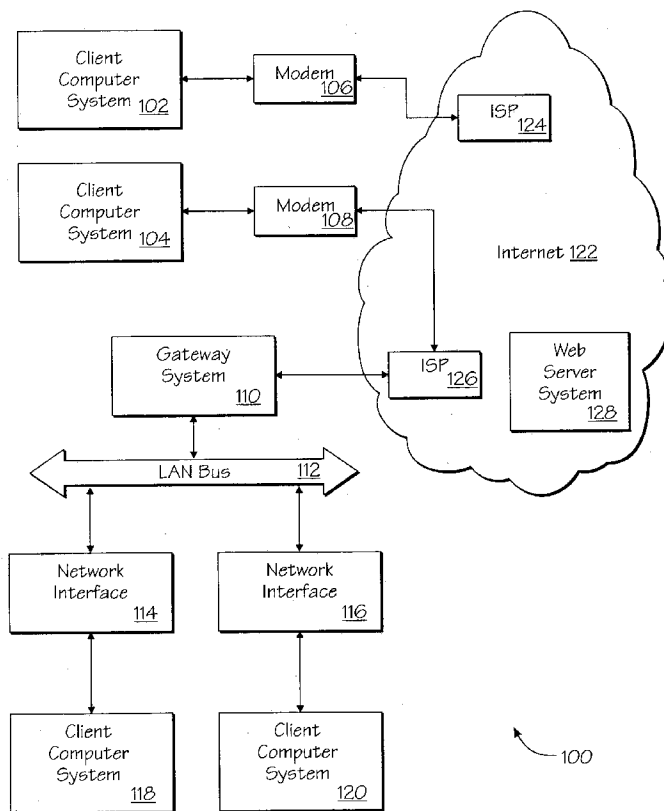 Client
Computer
System 102
Modem
106
ISP
124
Client
Computer
System 104
Modem
108
Internet 122
Gateway
System
110
ISP
126
Web
Server
System
128
LAN Bus 112
Network
Interface
114
Network
Interface
116
Client
Computer
System
118
Client
Computer
System
120
100